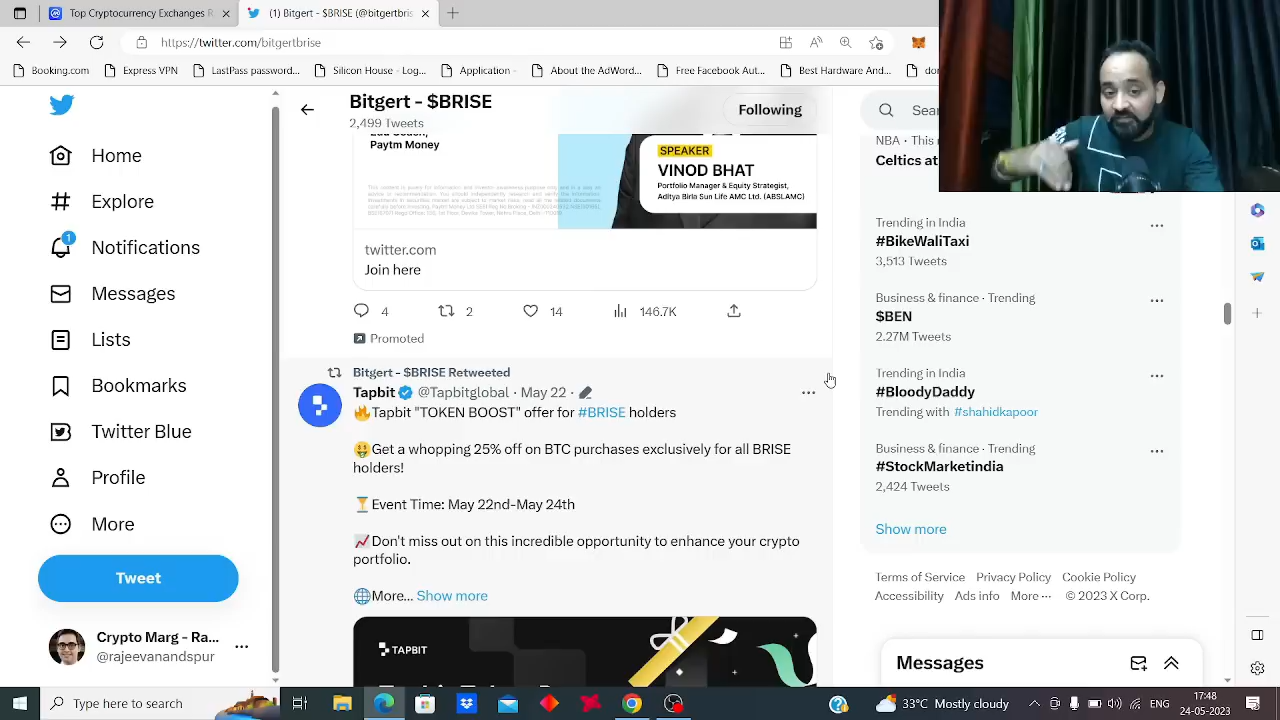 Top Cryptocurrency Exchanges R
(1) Bitgert - $BRISE (@bitgertbris
https://twitter.com/bitgertbrise
Booking.com
Express VPN
LastPass password...
Silicon House - Log...
Application -
About the AdWord...
Free Facebook Aut...
Best Hardware Bind...
Bitgert - $BRISE
2,499 Tweets
Following
Home
Explore
1
Notifications
Messages
Lists
Bookmarks
Twitter Blue
Profile
More
Tweet
Crypto Marg - Ra...
@rajeevanandspur
Paytm Money
SPEAKER
VINOD BHAT
Portfolio Manager & Equity Strategist,
Aditya Birla Sun Life AMC Ltd (ABSLAMC)
twitter.com
Join here
4
2
14
146.7K
Promoted
Bitgert - $BRISE Retweeted
Tapbit @Tapbitglobal · May 22 ·
🔥Tapbit "TOKEN BOOST" offer for #BRISE holders
🤑Get a whopping 25% off on BTC purchases exclusively for all BRISE
holders!
⏳Event Time: May 22nd-May 24th
📈Don't miss out on this incredible opportunity to enhance your crypto
portfolio.
🌐More... Show more
TAPBIT
Sea
NBA · This
Celtics at
Trending in India
#BikeWaliTaxi
3,513 Tweets
Business & finance · Trending
$BEN
2.27M Tweets
Trending in India
#BloodyDaddy
Trending with #shahidkapoor
Business & finance · Trending
#StockMarketindia
2,424 Tweets
Show more
Terms of Service Privacy Policy Cookie Policy
Accessibility Ads info More ··· © 2023 X Corp.
Messages
Type here to search
33°C Mostly cloudy
17:48
24-05-2023